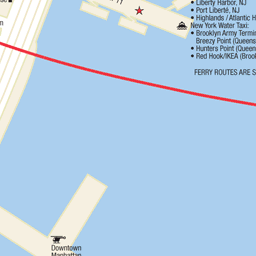 • Liberty Harbor, NJ
• Port Liberté, NJ
• Highlands / Atlantic H
New York Water Taxi:
• Brooklyn Army Termin
Breezy Point (Queens
• Hunters Point (Queen
• Red Hook/IKEA (Brook
FERRY ROUTES ARE S
Downtown
Manhattan